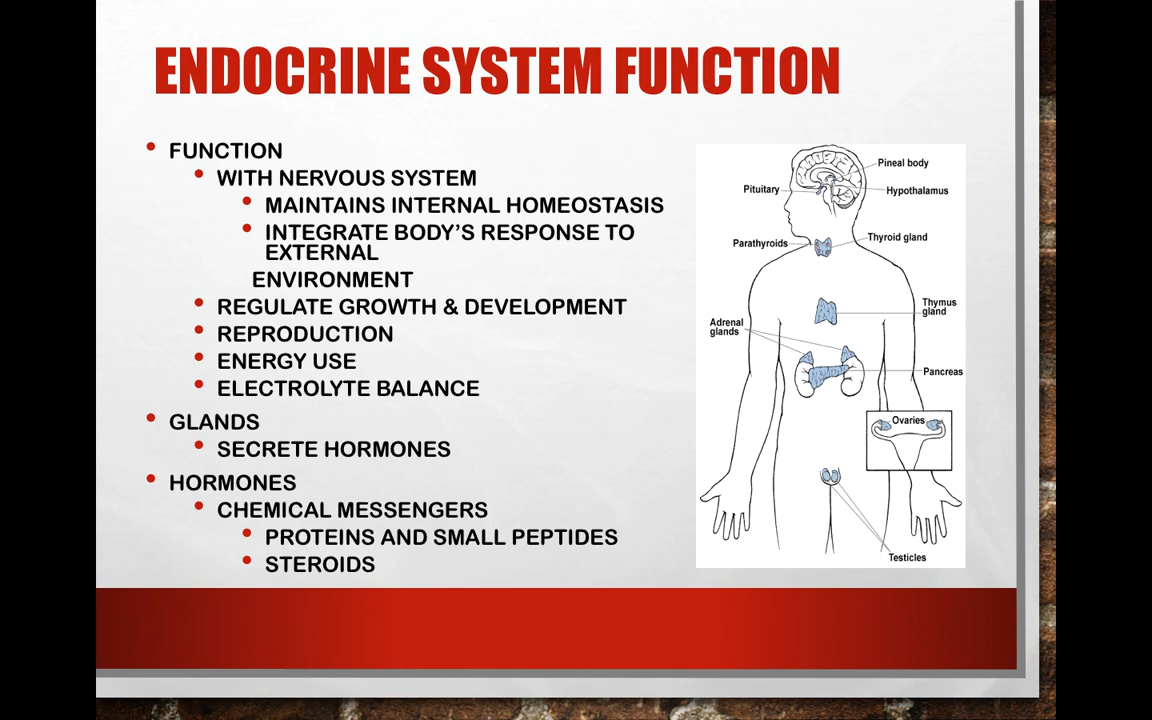 ENDOCRINE SYSTEM FUNCTION
• FUNCTION
• WITH NERVOUS SYSTEM
• MAINTAINS INTERNAL HOMEOSTASIS
• INTEGRATE BODY'S RESPONSE TO
EXTERNAL
ENVIRONMENT
• REGULATE GROWTH & DEVELOPMENT
• REPRODUCTION
• ENERGY USE
• ELECTROLYTE BALANCE
• GLANDS
• SECRETE HORMONES
• HORMONES
• CHEMICAL MESSENGERS
• PROTEINS AND SMALL PEPTIDES
• STEROIDS
Pineal body
Pituitary
Hypothalamus
Thyroid gland
Parathyroids
Thymus
gland
Adrenal
glands
Pancreas
Ovaries
Testicles